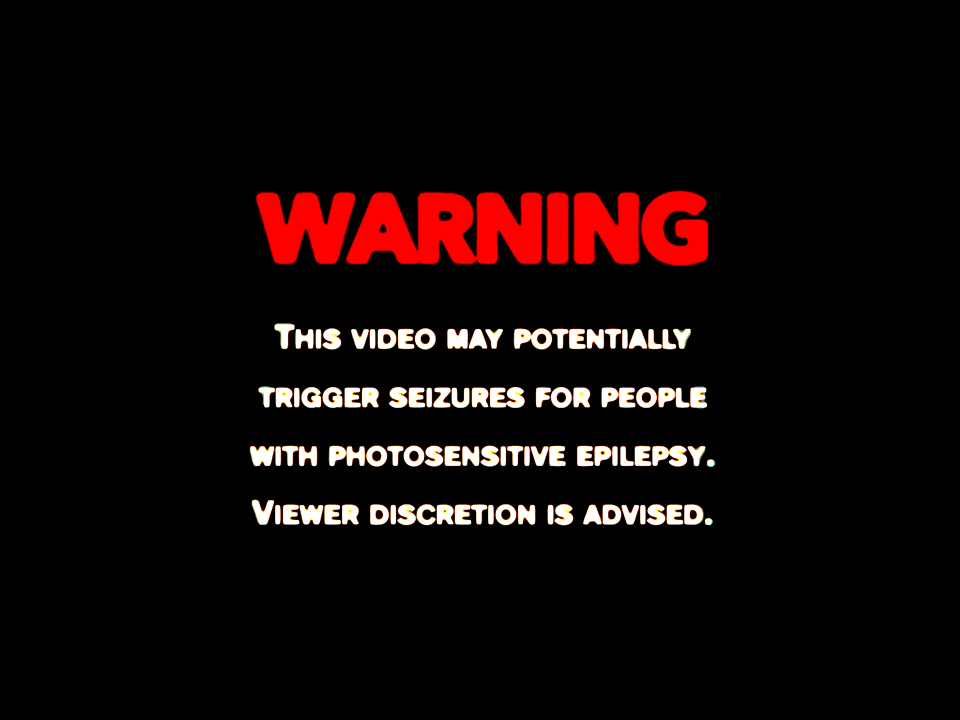 WARNING
This video may potentially
trigger seizures for people
with photosensitive epilepsy.
Viewer discretion is advised.